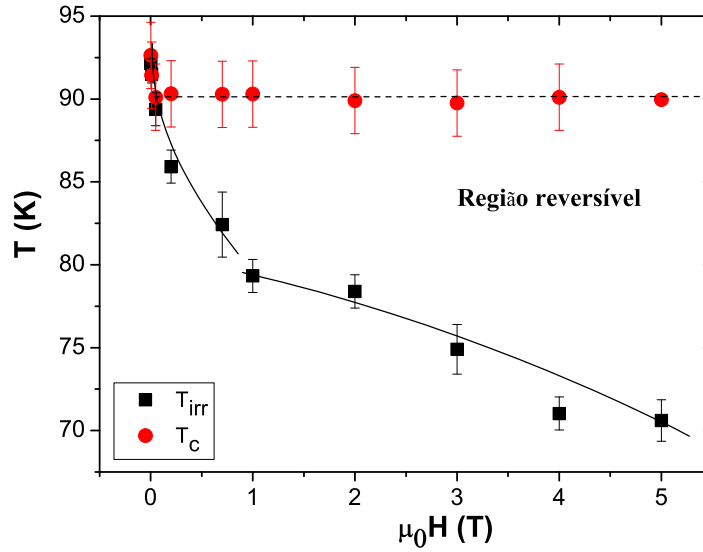 95
90
85
80
75
70
T (K)
Região reversível
T_irr
T_c
0
1
2
3
4
5
μ₀H (T)